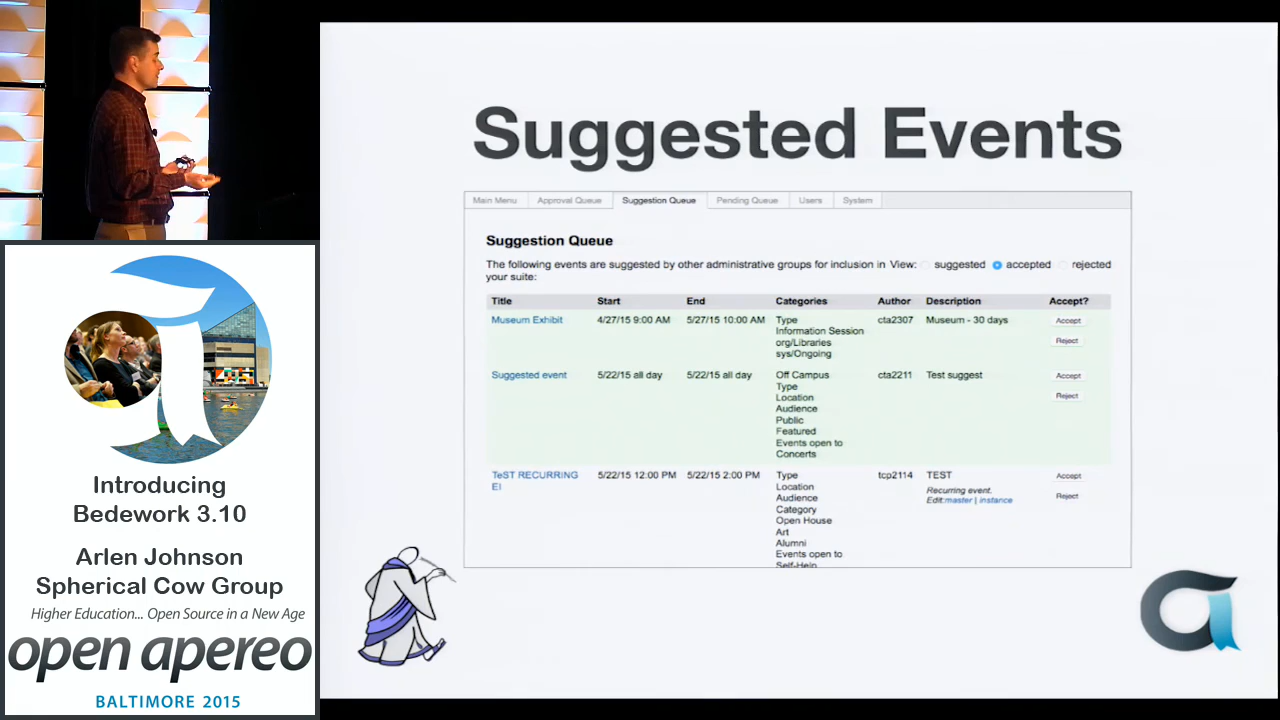 Suggested Events
Main Menu Approval Queue Suggestion Queue Pending Queue Users System
Suggestion Queue
The following events are suggested by other administrative groups for inclusion in View: suggested accepted rejected
your suite:
Title Start End Categories Author Description Accept?
Museum Exhibit 4/27/15 9:00 AM 5/27/15 10:00 AM Type cta2307 Museum - 30 days Accept
Information Session
org/Libraries Reject
sys/Ongoing
Suggested event 5/22/15 all day 5/22/15 all day Off Campus cta2211 Test suggest Accept
Type
Location Reject
Audience
Public
Featured
Events open to
Concerts
TeST RECURRING 5/22/15 12:00 PM 5/22/15 2:00 PM Type tcp2114 TEST Accept
EI Location Recurring event.
Audience Edit:master | instance Reject
Category
Open House
Art
Alumni
Events open to
Self-Help
Introducing
Bedework 3.10
Arlen Johnson
Spherical Cow Group
Higher Education... Open Source in a New Age
open apereo
BALTIMORE 2015